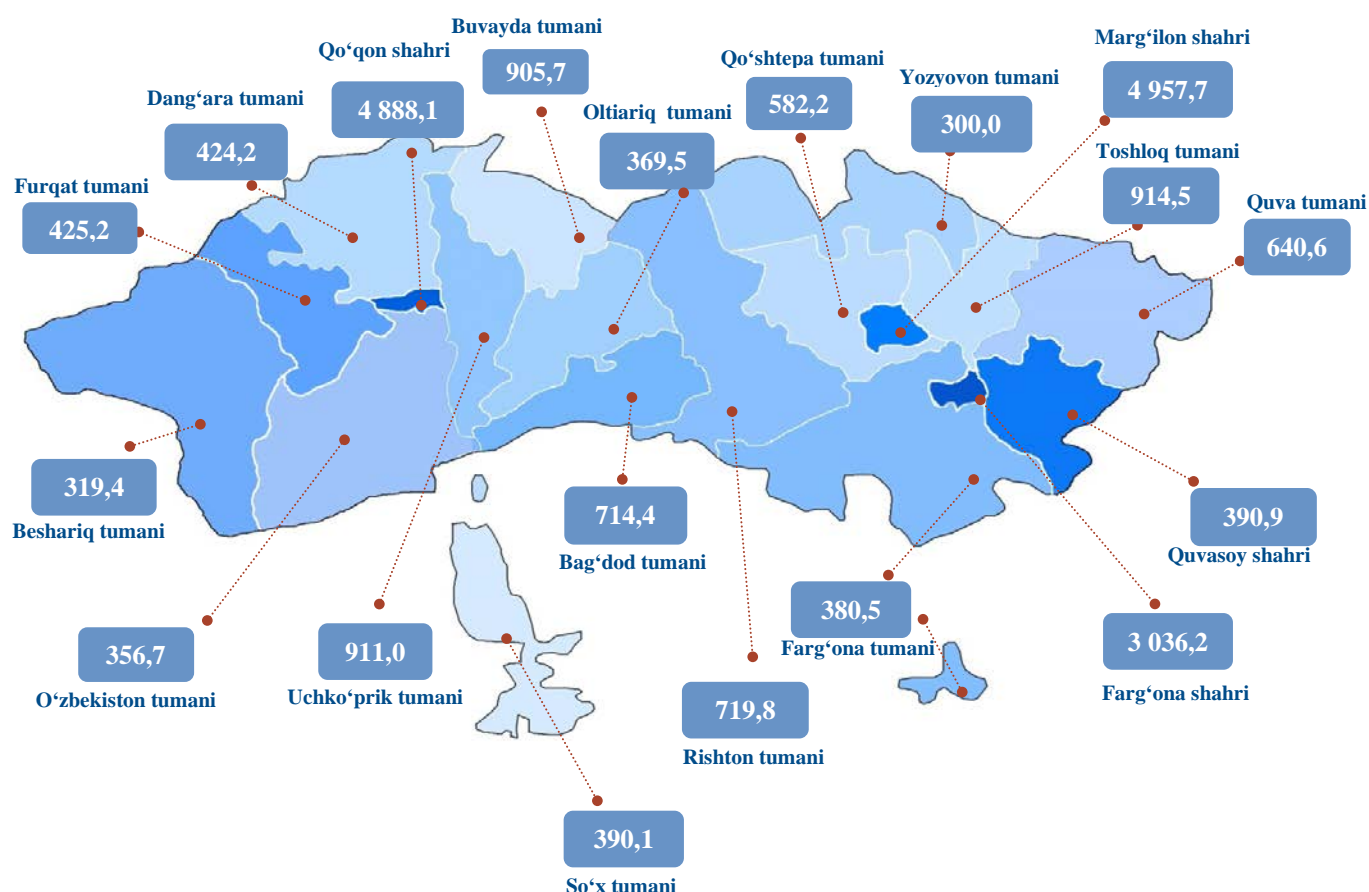 Buvayda tumani
905,7
Qo‘qon shahri
4 888,1
Dang‘ara tumani
424,2
Furqat tumani
425,2
Oltiariq tumani
369,5
Qo‘shtepa tumani
582,2
Yozyovon tumani
300,0
Marg‘ilon shahri
4 957,7
Toshloq tumani
914,5
Quva tumani
640,6
319,4
Beshariq tumani
356,7
O‘zbekiston tumani
911,0
Uchko‘prik tumani
714,4
Bag‘dod tumani
719,8
Rishton tumani
380,5
Farg‘ona tumani
390,9
Quvasoy shahri
3 036,2
Farg‘ona shahri
390,1
So‘x tumani